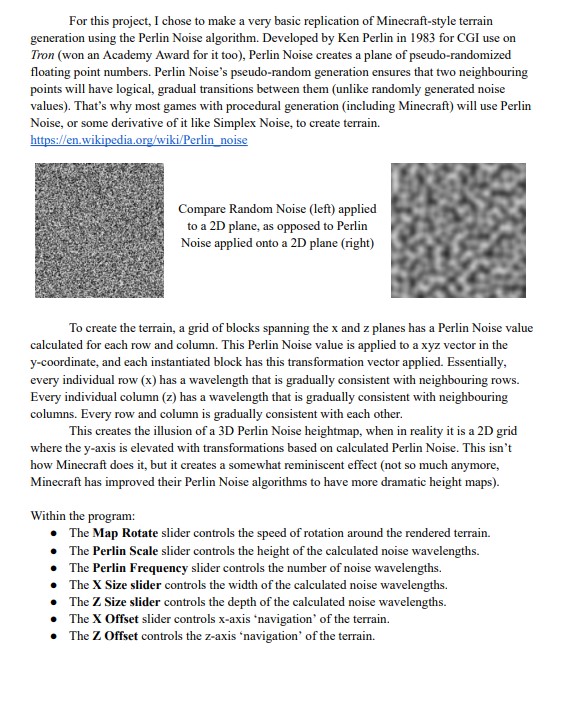 For this project, I chose to make a very basic replication of Minecraft-style terrain
generation using the Perlin Noise algorithm. Developed by Ken Perlin in 1983 for CGI use on
Tron (won an Academy Award for it too), Perlin Noise creates a plane of pseudo-randomized
floating point numbers. Perlin Noise’s pseudo-random generation ensures that two neighbouring
points will have logical, gradual transitions between them (unlike randomly generated noise
values). That’s why most games with procedural generation (including Minecraft) will use Perlin
Noise, or some derivative of it like Simplex Noise, to create terrain.
https://en.wikipedia.org/wiki/Perlin_noise
Compare Random Noise (left) applied
to a 2D plane, as opposed to Perlin
Noise applied onto a 2D plane (right)
To create the terrain, a grid of blocks spanning the x and z planes has a Perlin Noise value
calculated for each row and column. This Perlin Noise value is applied to a xyz vector in the
y-coordinate, and each instantiated block has this transformation vector applied. Essentially,
every individual row (x) has a wavelength that is gradually consistent with neighbouring rows.
Every individual column (z) has a wavelength that is gradually consistent with neighbouring
columns. Every row and column is gradually consistent with each other.
This creates the illusion of a 3D Perlin Noise heightmap, when in reality it is a 2D grid
where the y-axis is elevated with transformations based on calculated Perlin Noise. This isn’t
how Minecraft does it, but it creates a somewhat reminiscent effect (not so much anymore,
Minecraft has improved their Perlin Noise algorithms to have more dramatic height maps).
Within the program:
● The Map Rotate slider controls the speed of rotation around the rendered terrain.
● The Perlin Scale slider controls the height of the calculated noise wavelengths.
● The Perlin Frequency slider controls the number of noise wavelengths.
● The X Size slider controls the width of the calculated noise wavelengths.
● The Z Size slider controls the depth of the calculated noise wavelengths.
● The X Offset slider controls x-axis ‘navigation’ of the terrain.
● The Z Offset controls the z-axis ‘navigation’ of the terrain.